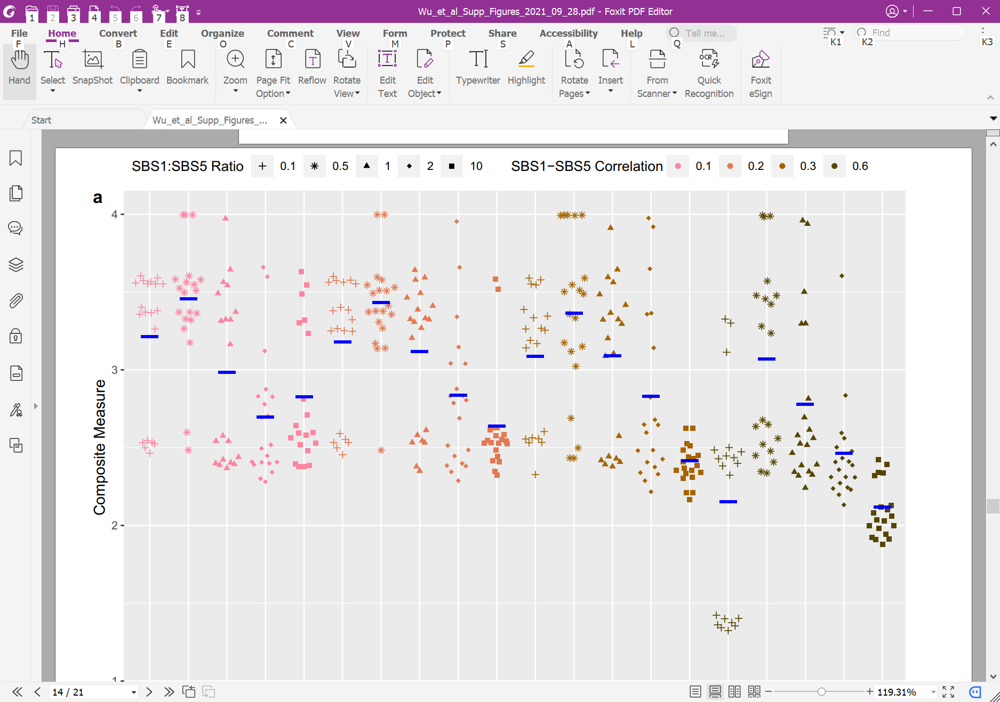 Wu_et_al_Supp_Figures_2021_09_28.pdf - Foxit PDF Editor
1 2 3 4 5 6 7 8
File Home Convert Edit Organize Comment View Form Protect Share Accessibility Help Tell me... Find
F H B E O C V M P S A L Q K1 K2 K3
Hand Select SnapShot Clipboard Bookmark Zoom Page Fit Option Reflow Rotate View Edit Text Edit Object Typewriter Highlight Rotate Pages Insert From Scanner Quick Recognition Foxit eSign
Start Wu_et_al_Supp_Figures_...
SBS1:SBS5 Ratio 0.1 0.5 1 2 10 SBS1−SBS5 Correlation 0.1 0.2 0.3 0.6
a
4
3
Composite Measure
2
1
14 / 21 119.31%